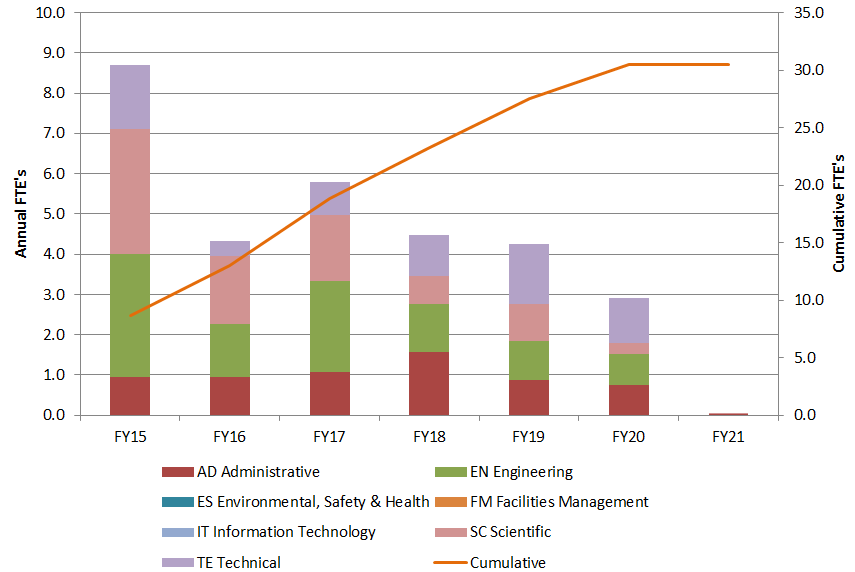 10.0 35.0
9.0 30.0
8.0
7.0 25.0
6.0 20.0
5.0
4.0 15.0
3.0 10.0
2.0
1.0 5.0
0.0 0.0
Annual FTE's
Cumulative FTE's
FY15 FY16 FY17 FY18 FY19 FY20 FY21
AD Administrative EN Engineering
ES Environmental, Safety & Health FM Facilities Management
IT Information Technology SC Scientific
TE Technical Cumulative